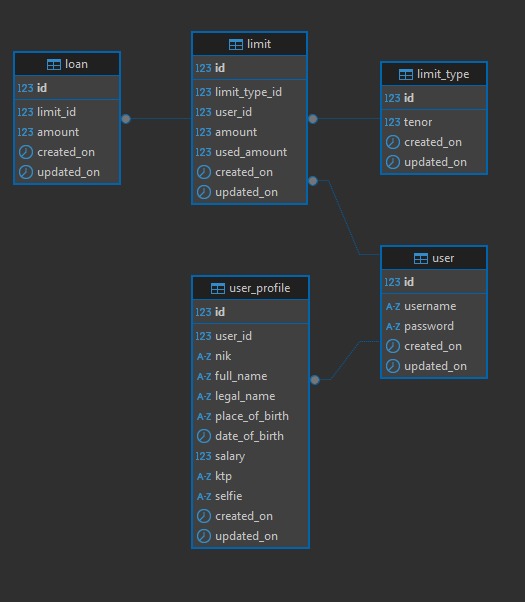 loan
123 id
123 limit_id
123 amount
created_on
updated_on
limit
123 id
123 limit_type_id
123 user_id
123 amount
123 used_amount
created_on
updated_on
limit_type
123 id
123 tenor
created_on
updated_on
user
123 id
A-Z username
A-Z password
created_on
updated_on
user_profile
123 id
123 user_id
A-Z nik
A-Z full_name
A-Z legal_name
A-Z place_of_birth
date_of_birth
123 salary
A-Z ktp
A-Z selfie
created_on
updated_on